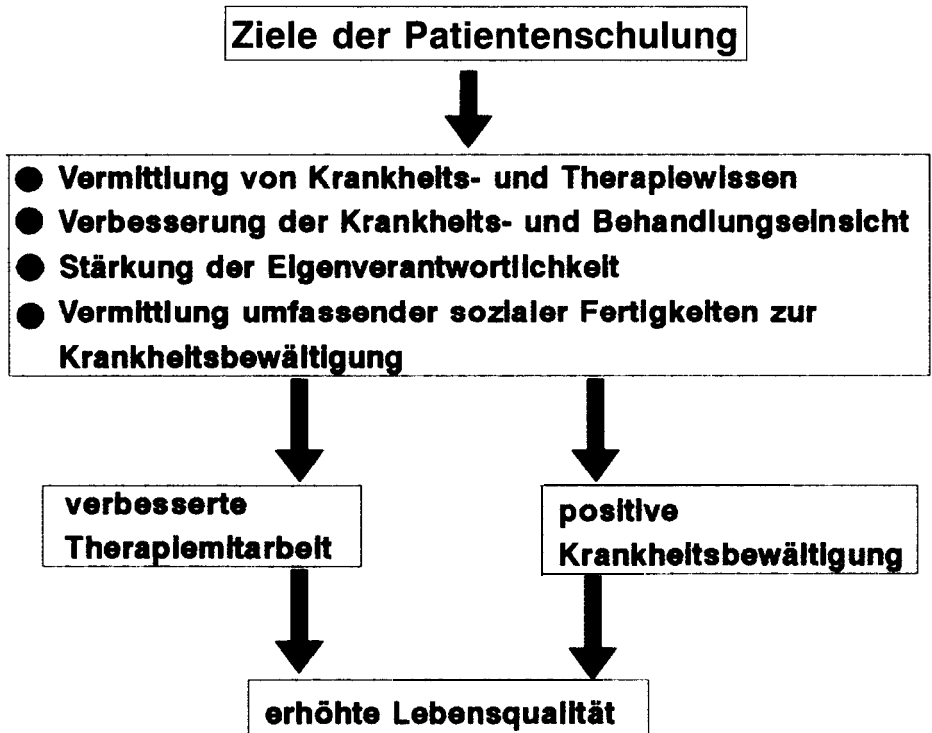 Ziele der Patientenschulung
● Vermittlung von Krankheits- und Therapiewissen
● Verbesserung der Krankheits- und Behandlungseinsicht
● Stärkung der Eigenverantwortlichkeit
● Vermittlung umfassender sozialer Fertigkeiten zur
Krankheitsbewältigung
verbesserte
Therapiemitarbeit
positive
Krankheitsbewältigung
erhöhte Lebensqualität